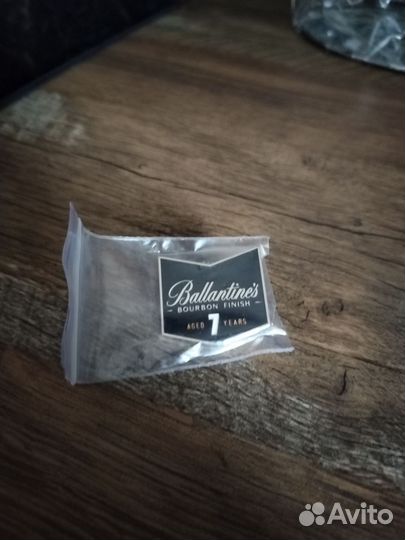 Ballantine's
BOURBON FINISH
AGED 7 YEARS
Avito